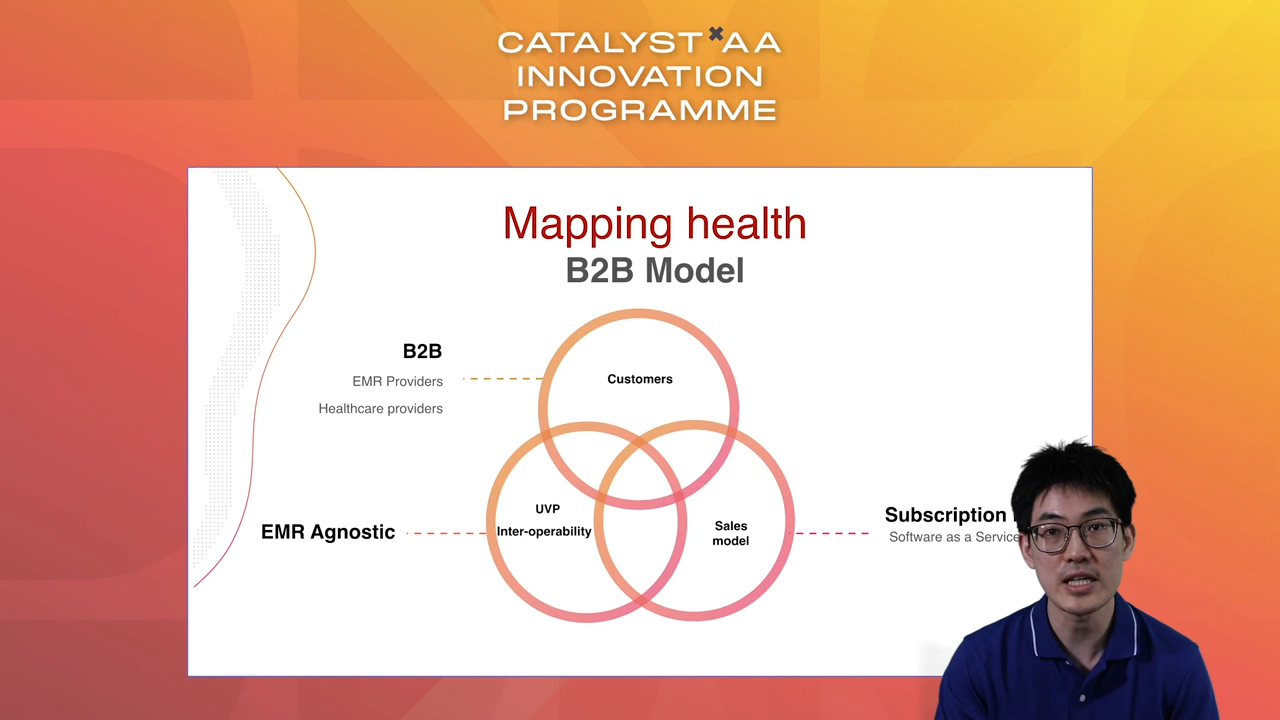 CATALYST ✖ A A
INNOVATION
PROGRAMME
Mapping health
B2B Model
B2B
EMR Providers
Healthcare providers
Customers
EMR Agnostic
UVP
Inter-operability
Sales
model
Subscription
Software as a Service